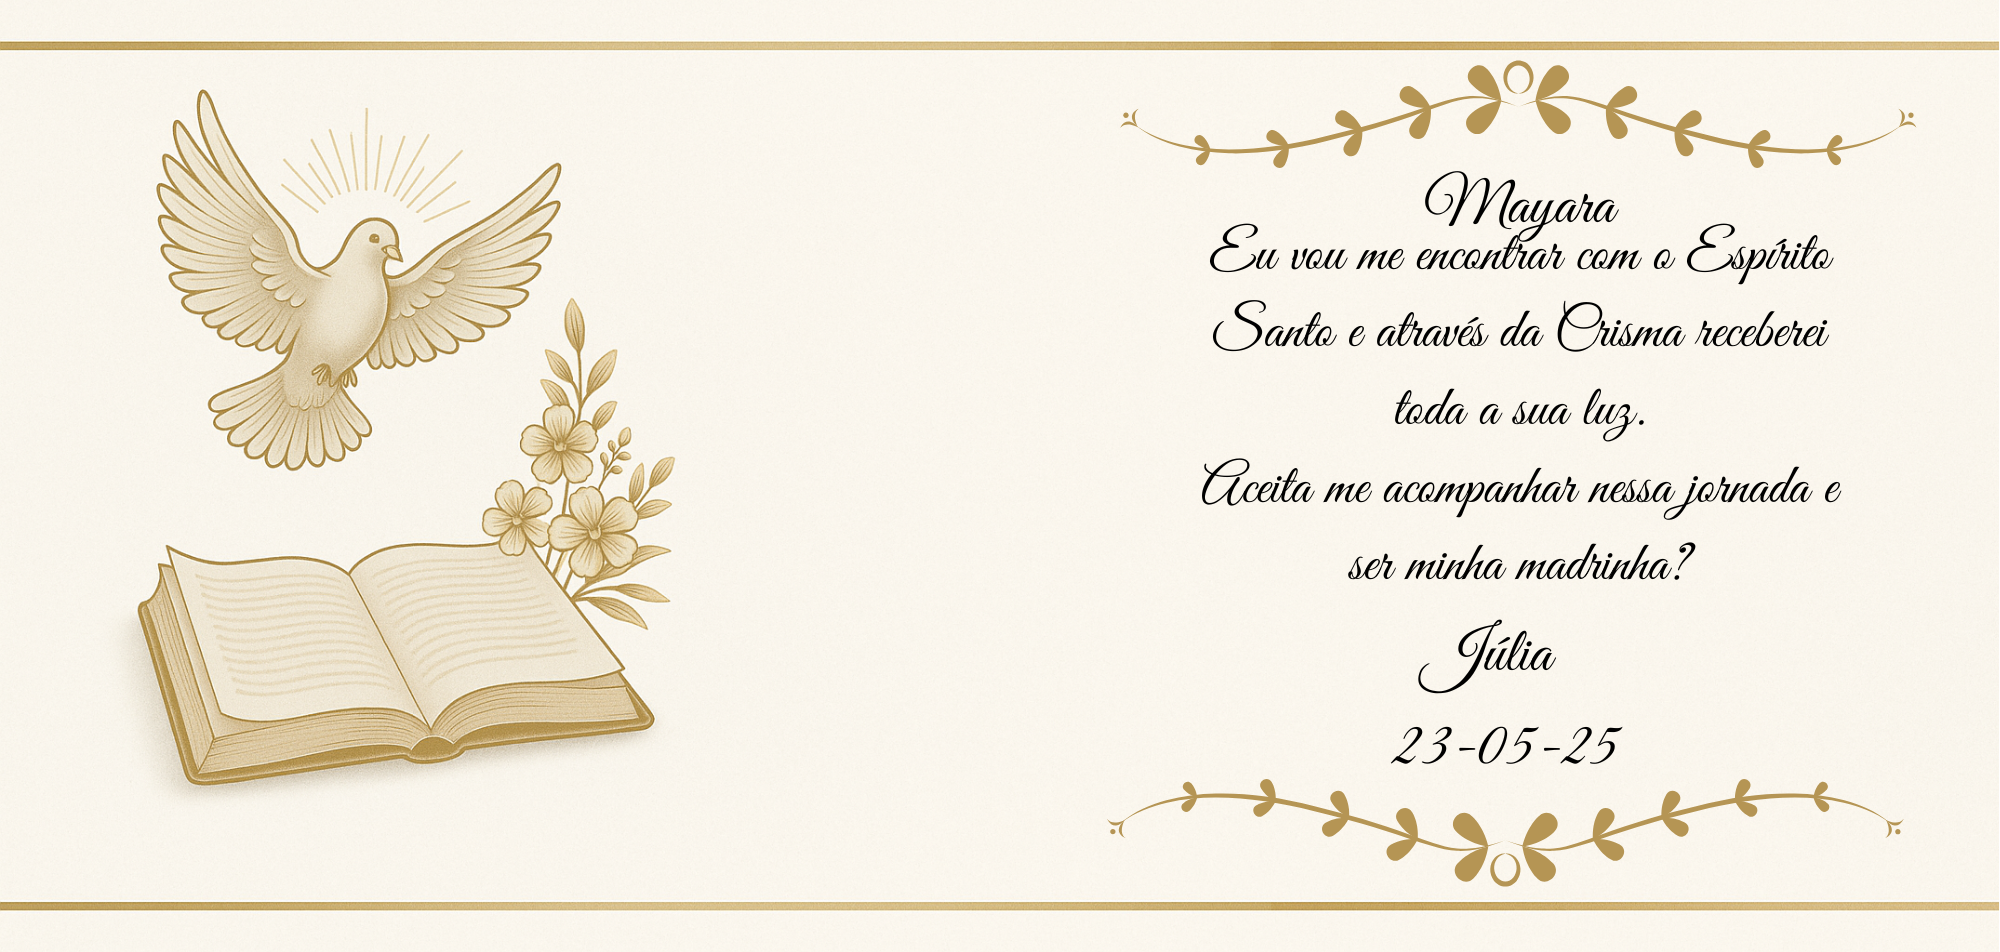 Mayara
Eu vou me encontrar com o Espírito
Santo e através da Crisma receberei
toda a sua luz.
Aceita me acompanhar nessa jornada e
ser minha madrinha?
Júlia
23-05-25